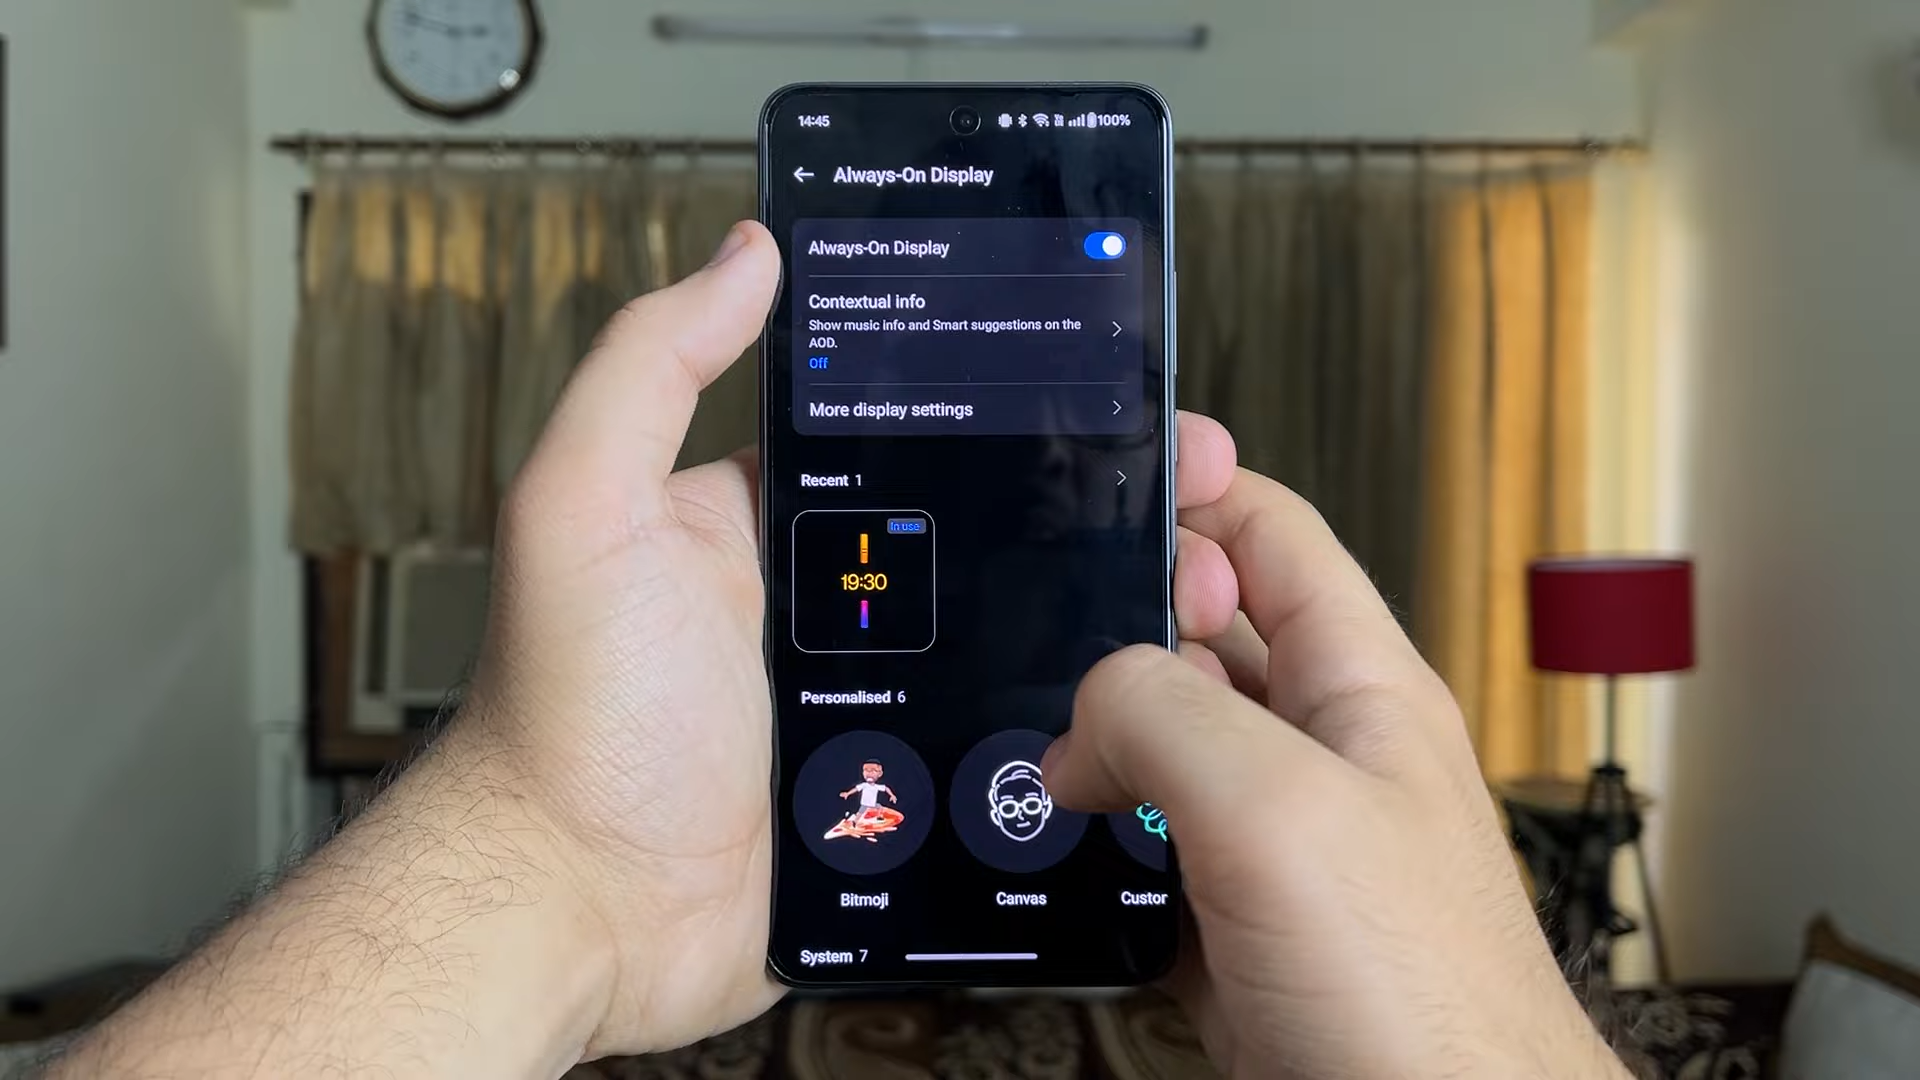 14:45
100%
Always-On Display
Always-On Display
Contextual info
Show music info and Smart suggestions on the
AOD.
Off
More display settings
Recent 1
In use
19:30
Personalised 6
Bitmoji
Canvas
Custor
System 7